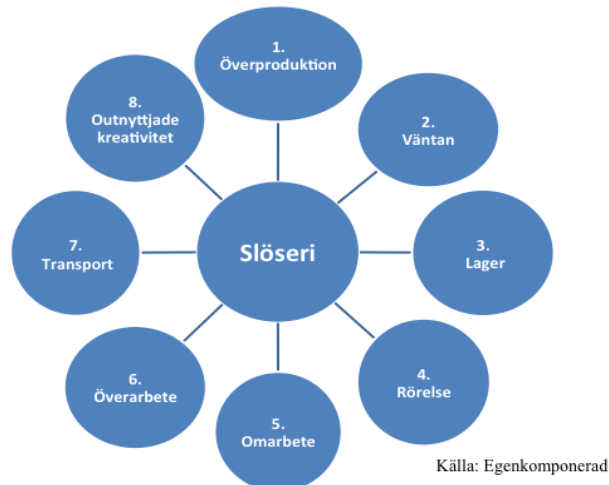 1.
Överproduktion
2.
Väntan
3.
Lager
4.
Rörelse
5.
Omarbete
6.
Överarbete
7.
Transport
8.
Outnyttjade
kreativitet
Slöseri
Källa: Egenkomponerad